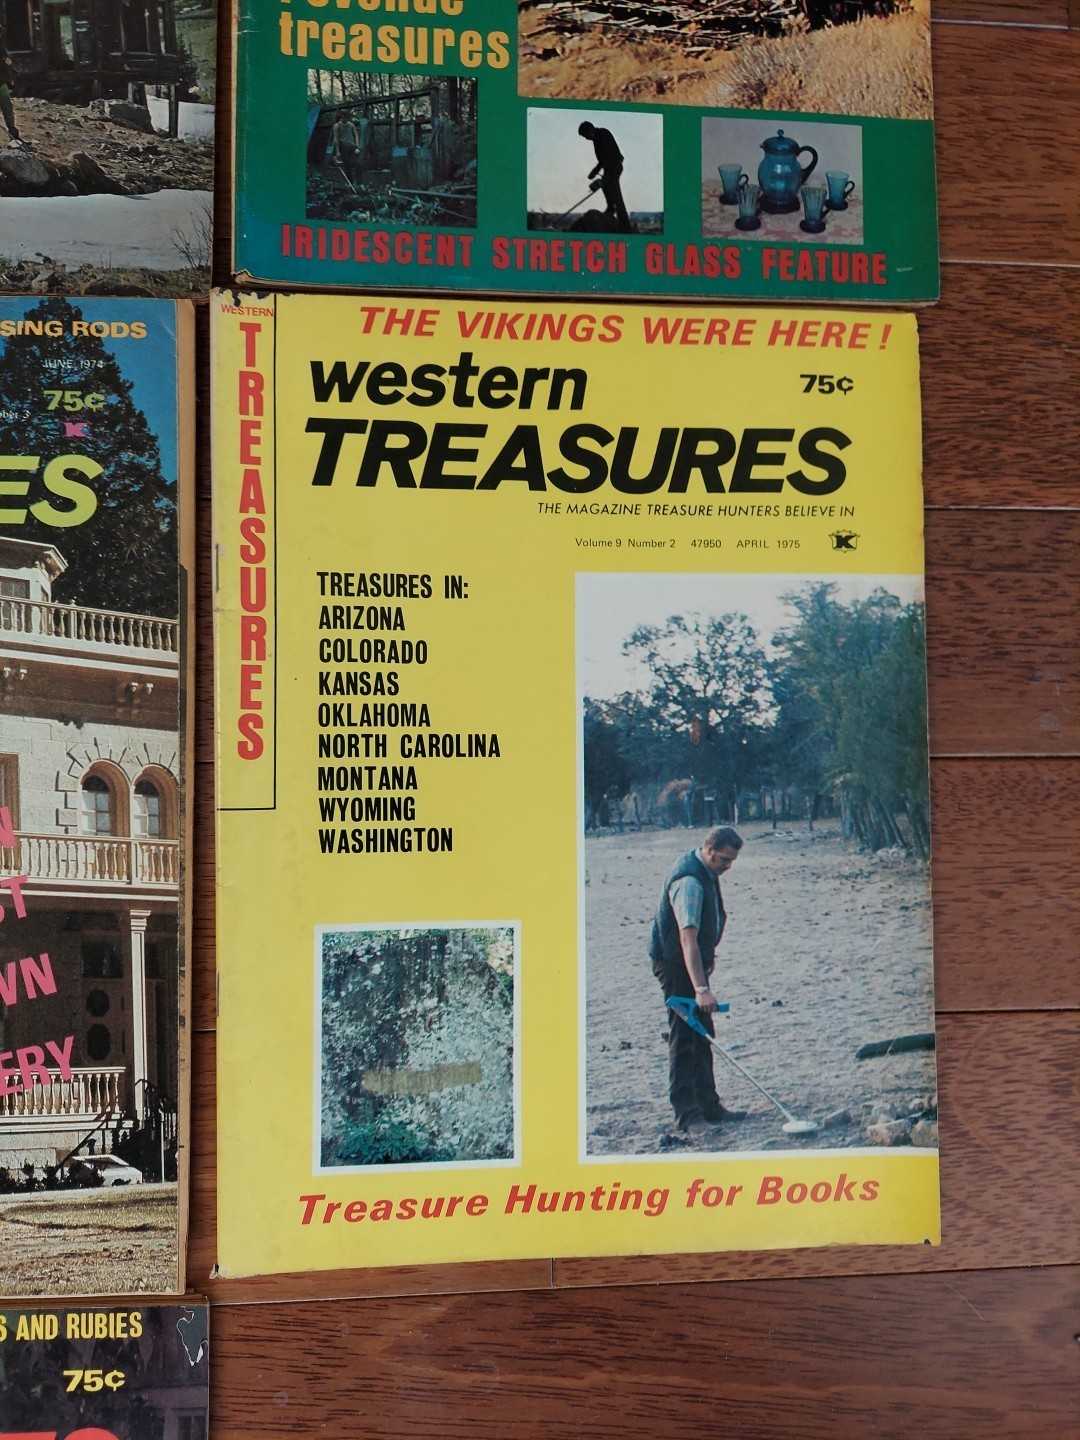 treasures
IRIDESCENT STRETCH GLASS FEATURE
SING RODS
JUNE 1974
75¢
K
ES
WN
ERY
S AND RUBIES
75¢
WESTERN
TREASURES
THE VIKINGS WERE HERE!
western
75¢
TREASURES
THE MAGAZINE TREASURE HUNTERS BELIEVE IN
Volume 9 Number 2 47950 APRIL 1975
K
TREASURES IN:
ARIZONA
COLORADO
KANSAS
OKLAHOMA
NORTH CAROLINA
MONTANA
WYOMING
WASHINGTON
Treasure Hunting for Books